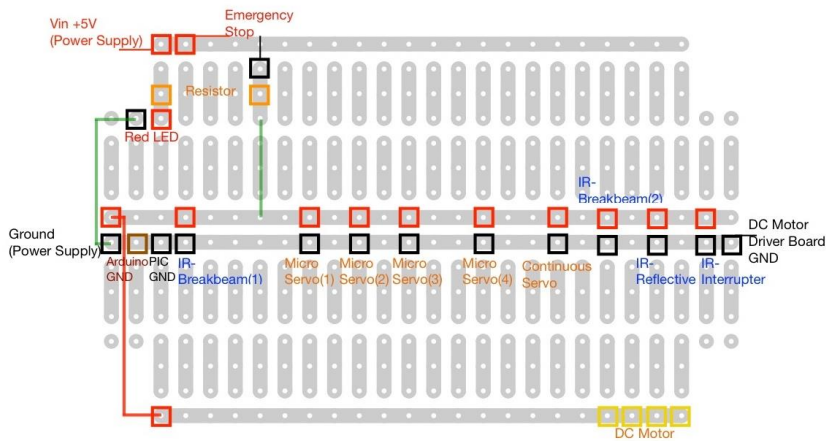 Vin +5V
(Power Supply)
Emergency
Stop
Resistor
Red LED
IR-
Breakbeam(2)
Ground
(Power Supply)
DC Motor
Driver Board
GND
Arduino
GND
PIC
GND
IR-
Breakbeam(1)
Micro
Servo(1)
Micro
Servo(2)
Micro
Servo(3)
Micro
Servo(4)
Continuous
Servo
IR-
Reflective
IR-
Interrupter
DC Motor